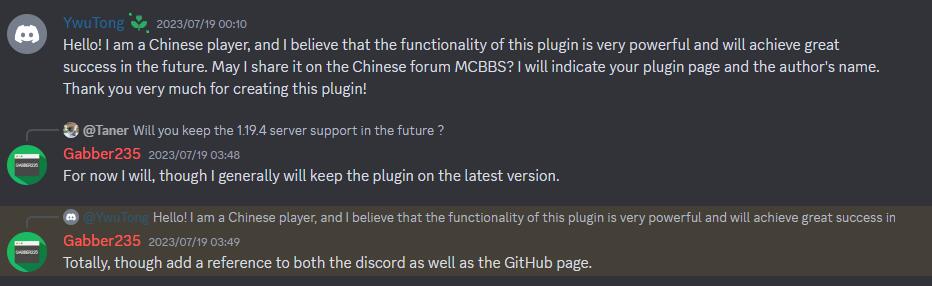 YwuTong 2023/07/19 00:10
Hello! I am a Chinese player, and I believe that the functionality of this plugin is very powerful and will achieve great
success in the future. May I share it on the Chinese forum MCBBS? I will indicate your plugin page and the author's name.
Thank you very much for creating this plugin!
@Taner Will you keep the 1.19.4 server support in the future ?
Gabber235 2023/07/19 03:48
For now I will, though I generally will keep the plugin on the latest version.
@YwuTong Hello! I am a Chinese player, and I believe that the functionality of this plugin is very powerful and will achieve great success in
Gabber235 2023/07/19 03:49
Totally, though add a reference to both the discord as well as the GitHub page.